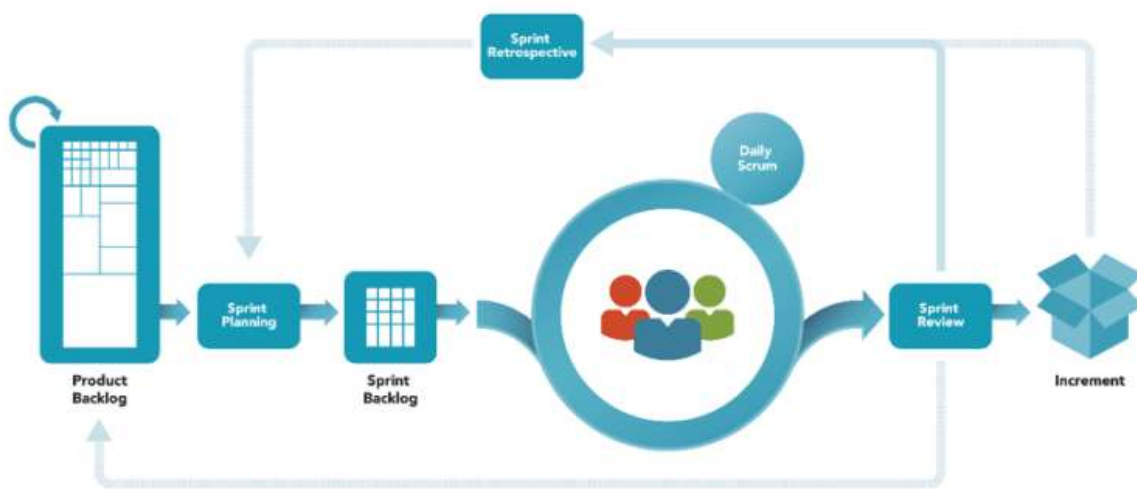 Sprint
Retrospective
Daily
Scrum
Sprint
Planning
Sprint
Review
Product
Backlog
Sprint
Backlog
Increment